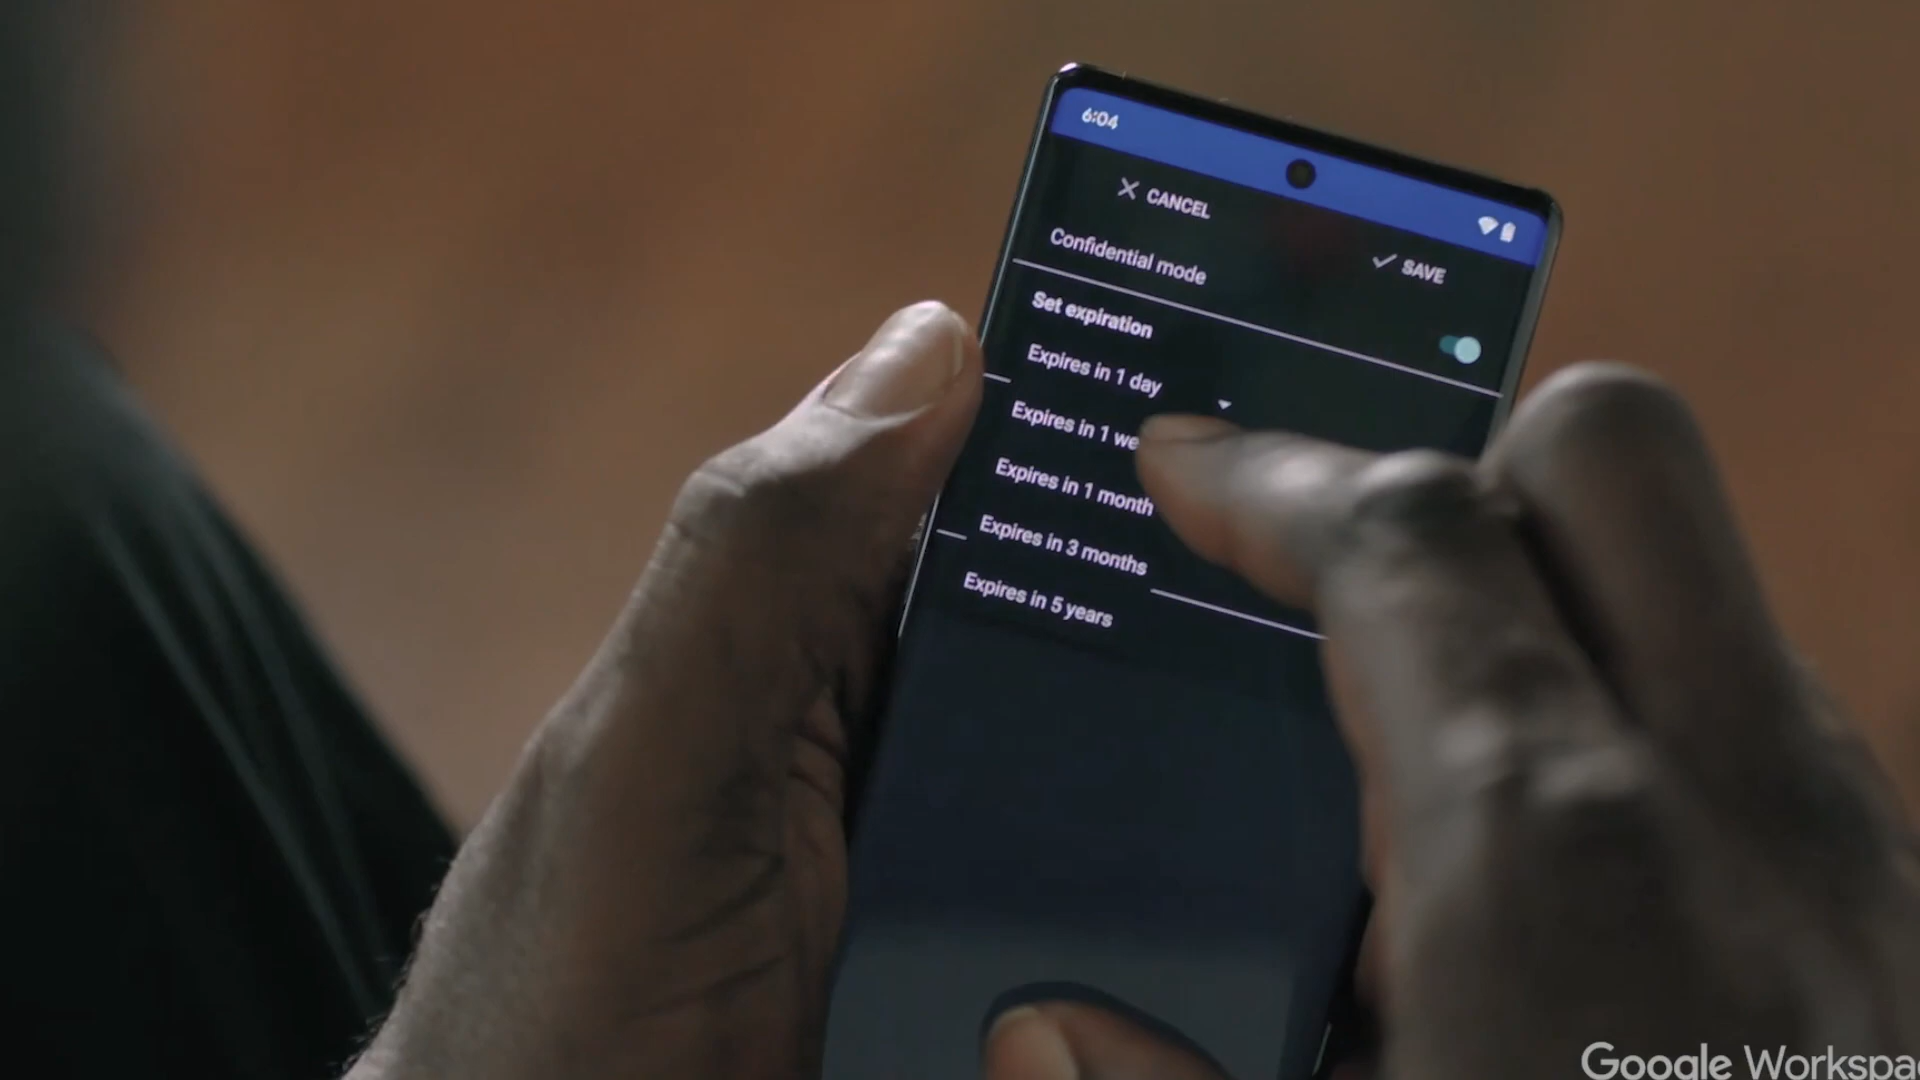 6:04
CANCEL
SAVE
Confidential mode
Set expiration
Expires in 1 day
Expires in 1 we
Expires in 1 month
Expires in 3 months
Expires in 5 years
Google Workspac